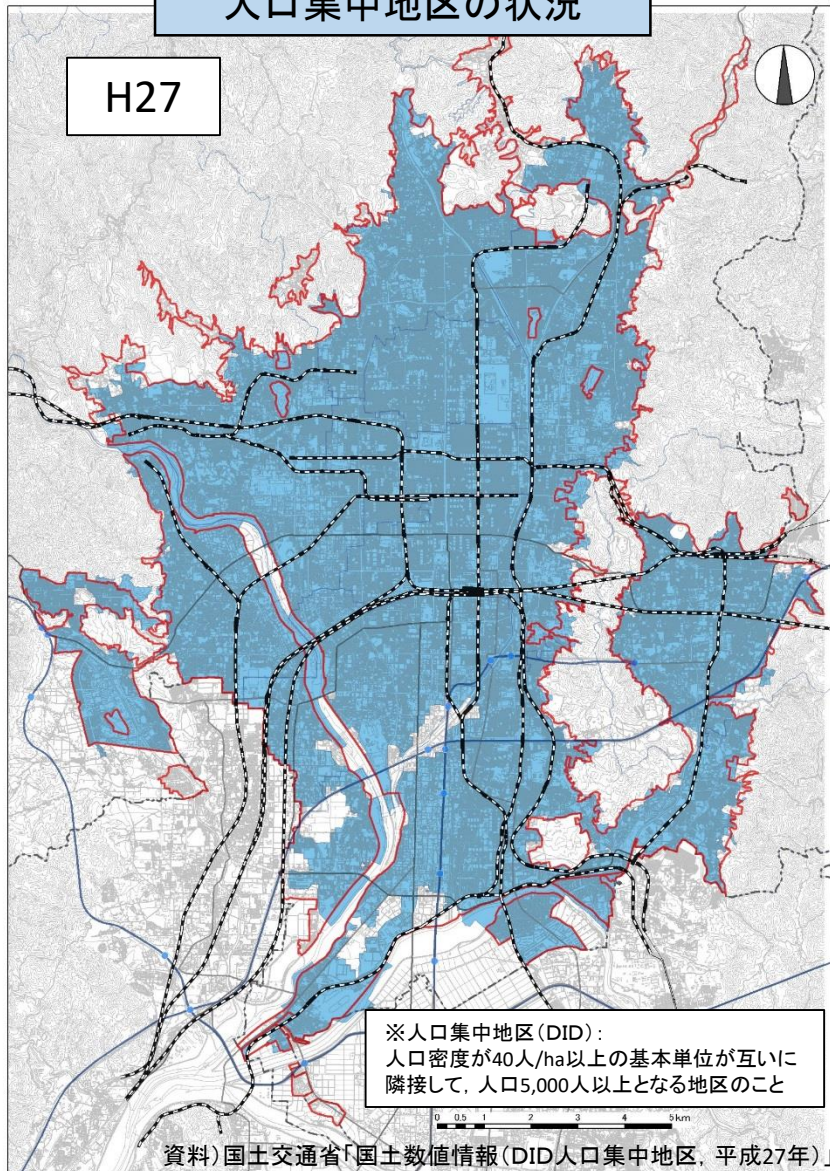 人口集中地区の状況
H27
※人口集中地区（DID）：
人口密度が40人/ha以上の基本単位が互いに
隣接して，人口5,000人以上となる地区のこと
0 0.5 1 2 3 4 5km
資料）国土交通省「国土数値情報（DID人口集中地区，平成27年）